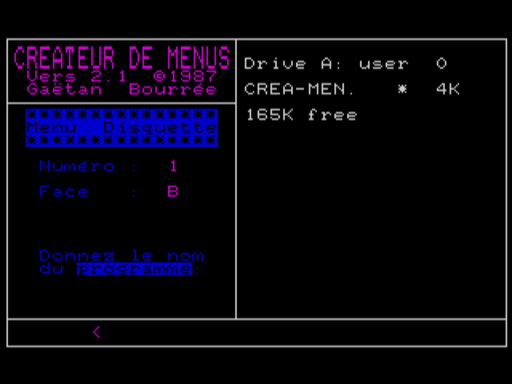 CREATEUR DE MENUS
Vers 2.1 ©1987
Gaëtan Bourrée
**************
Menu Disquette
**************
Numéro : 1
Face : B
Donnez le nom
du programme:
Drive A: user 0
CREA-MEN. * 4K
165K free
<